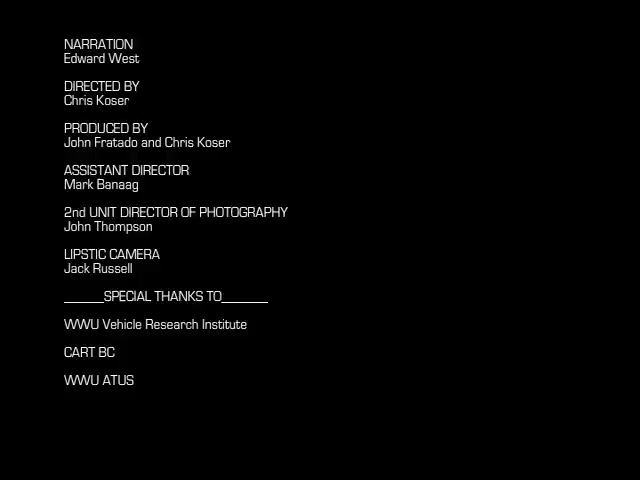 NARRATION
Edward West
DIRECTED BY
Chris Koser
PRODUCED BY
John Fratado and Chris Koser
ASSISTANT DIRECTOR
Mark Banaag
2nd UNIT DIRECTOR OF PHOTOGRAPHY
John Thompson
LIPSTIC CAMERA
Jack Russell
______SPECIAL THANKS TO_______
WWU Vehicle Research Institute
CART BC
WWU ATUS